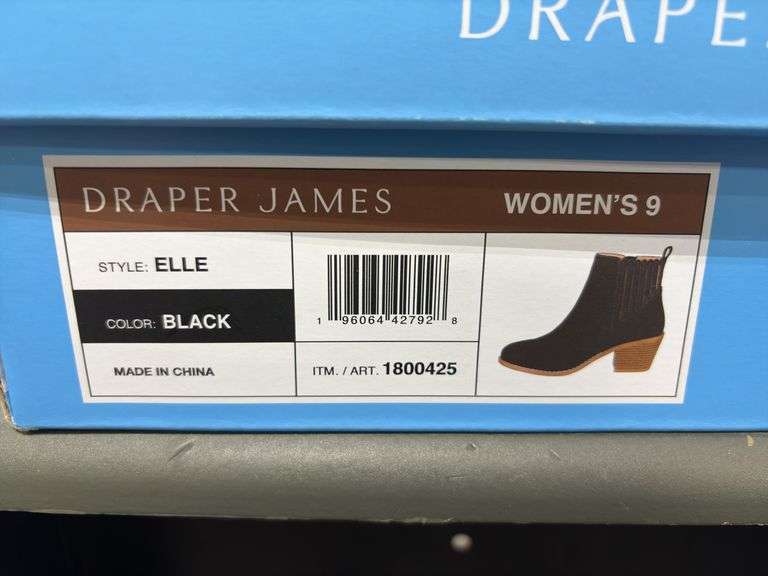 DRAPE
DRAPER JAMES
WOMEN'S 9
STYLE: ELLE
COLOR: BLACK
MADE IN CHINA
1 96064 42792 8
ITM. / ART. 1800425